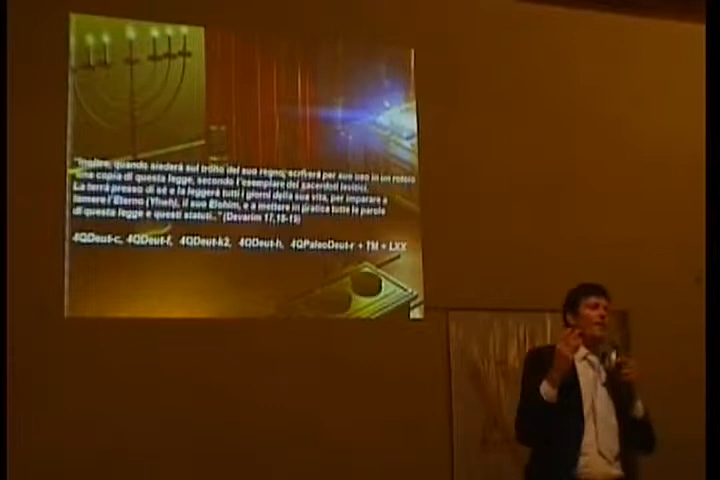 "Inoltre, quando siederà sul trono del suo regno, scriverà per suo uso in un rotolo
una copia di questa legge, secondo l'esemplare dei sacerdoti leviti.
La terrà presso di sé e la leggerà tutti i giorni della sua vita, per imparare a
temere l'Eterno (Yhwh), il suo Elohim, e a mettere in pratica tutte le parole
di questa legge e questi statuti.." (Devarim 17,18-19)
4QDeut-c, 4QDeut-f, 4QDeut-k2, 4QDeut-h, 4QPaleoDeut-r + TM + LXX